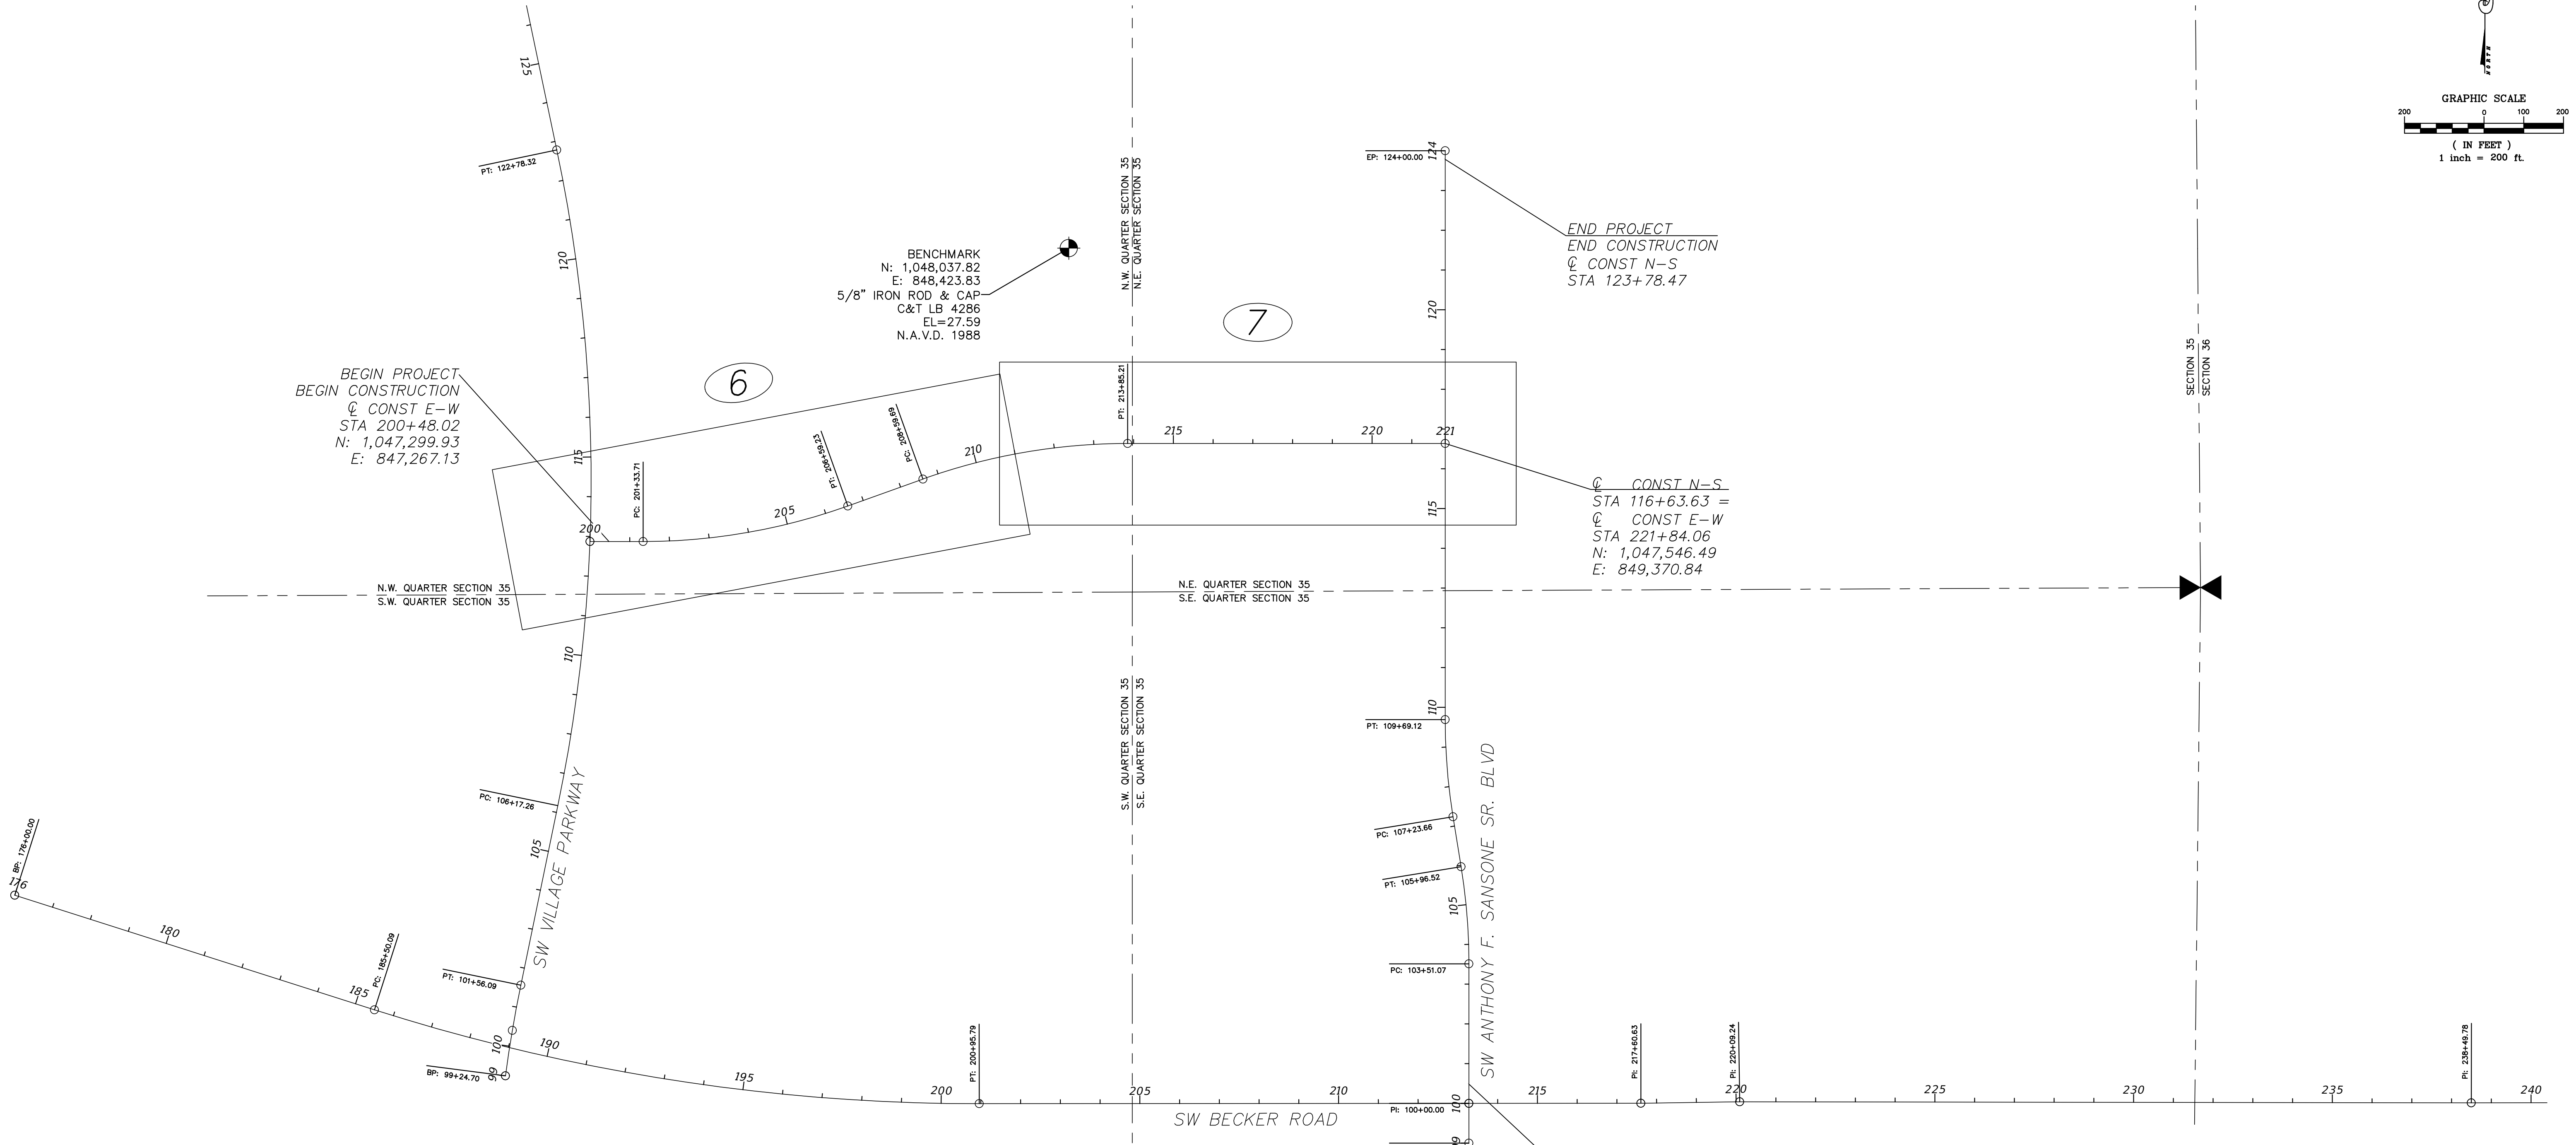 NORTH
GRAPHIC SCALE
200 0 100 200
( IN FEET )
1 inch = 200 ft.
125
PT: 122+78.32
120
115
110
PC: 106+17.26
105
SW VILLAGE PARKWAY
PT: 101+56.09
100
99
BP: 99+24.70
BENCHMARK
N: 1,048,037.82
E: 848,423.83
5/8" IRON ROD & CAP
C&T LB 4286
EL=27.59
N.A.V.D. 1988
N.W. QUARTER SECTION 35
N.E. QUARTER SECTION 35
EP: 124+00.00
124
END PROJECT
END CONSTRUCTION
℄ CONST N-S
STA 123+78.47
6
7
BEGIN PROJECT
BEGIN CONSTRUCTION
℄ CONST E-W
STA 200+48.02
N: 1,047,299.93
E: 847,267.13
200
PC: 201+33.71
205
PT: 206+59.23
PC: 208+59.69
210
PT: 213+85.21
215
220
221
120
115
110
℄ CONST N-S
STA 116+63.63 =
℄ CONST E-W
STA 221+84.06
N: 1,047,546.49
E: 849,370.84
SECTION 35
SECTION 36
N.W. QUARTER SECTION 35
S.W. QUARTER SECTION 35
N.E. QUARTER SECTION 35
S.E. QUARTER SECTION 35
S.W. QUARTER SECTION 35
S.E. QUARTER SECTION 35
PT: 109+69.12
PC: 107+23.66
PT: 105+96.52
105
PC: 103+51.07
SW ANTHONY F. SANSONE SR. BLVD
PI: 100+00.00
100
BP: 176+00.00
176
180
185
PC: 185+50.09
190
195
200
PT: 200+95.79
205
SW BECKER ROAD
210
215
PI: 217+60.63
220
PI: 220+09.24
225
230
235
PI: 238+49.78
240